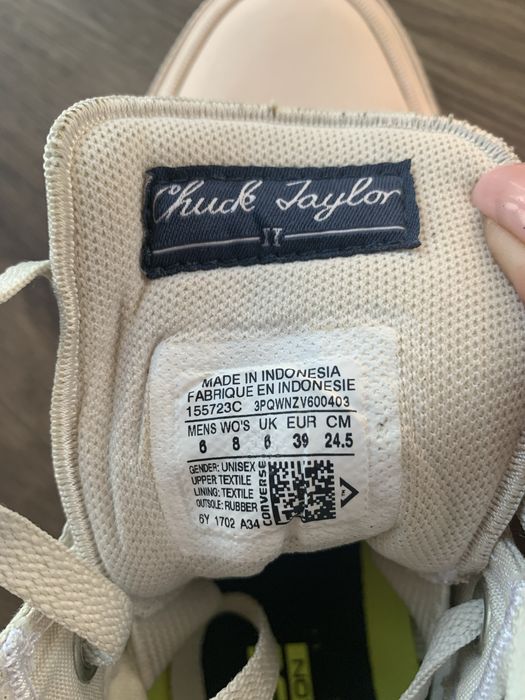 Chuck Taylor
II
MADE IN INDONESIA
FABRIQUE EN INDONESIE
155723C 3PQWNZV600403
MENS WO'S UK EUR CM
6 8 6 39 24.5
GENDER: UNISEX
UPPER TEXTILE
LINING: TEXTILE
OUTSOLE: RUBBER
6Y 1702 A34
CONVERSE
NO